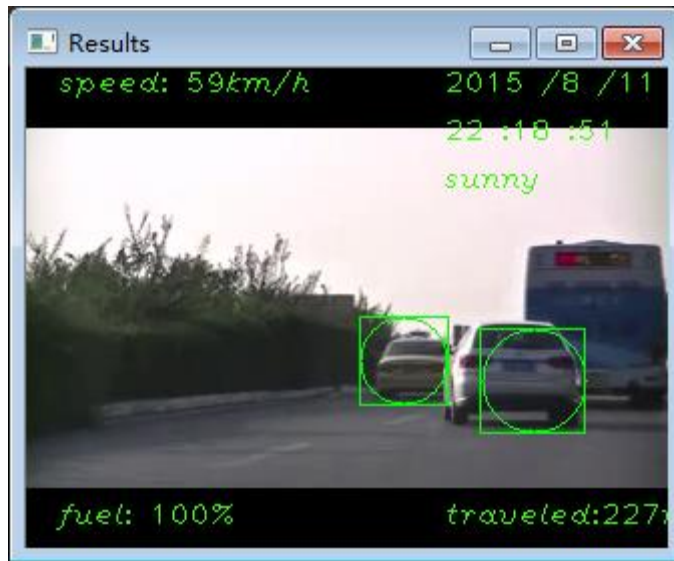 Results
speed: 59km/h
2015 /8 /11
22 :18 :51
sunny
fuel: 100%
traveled:227